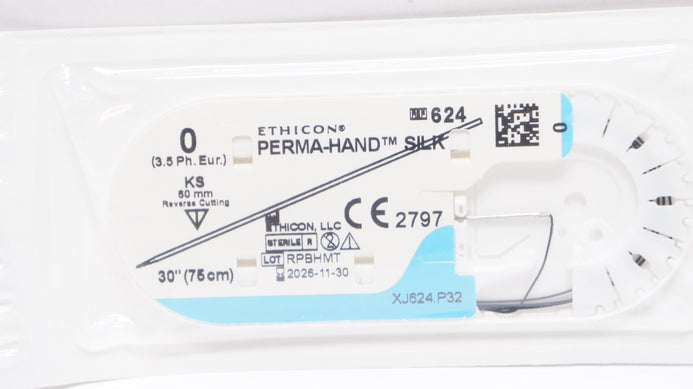 0
(3.5 Ph. Eur.)
KS
60 mm
Reverse Cutting
30" (75cm)
ETHICON®
PERMA-HAND™ SILK
REF 624
0
CE 2797
ETHICON, LLC
STERILE R
LOT RPBHMT
2026-11-30
XJ624.P32